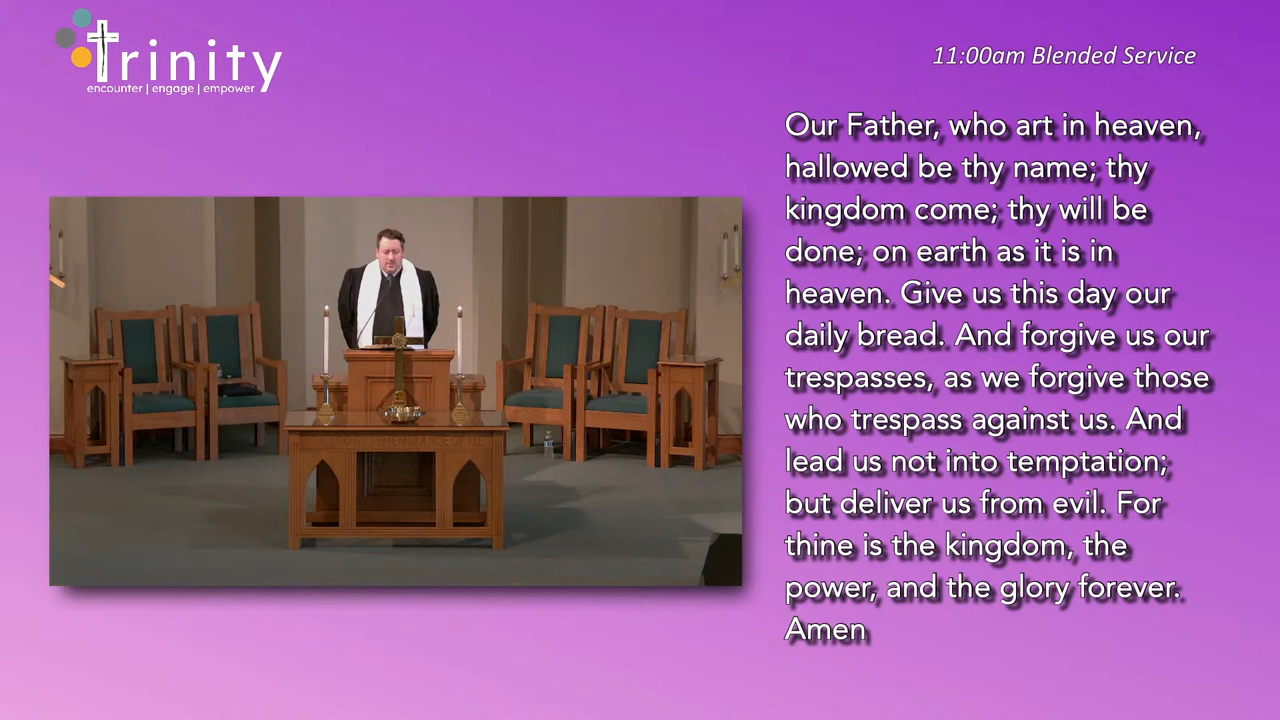 trinity
encounter | engage | empower
11:00am Blended Service
Our Father, who art in heaven,
hallowed be thy name; thy
kingdom come; thy will be
done; on earth as it is in
heaven. Give us this day our
daily bread. And forgive us our
trespasses, as we forgive those
who trespass against us. And
lead us not into temptation;
but deliver us from evil. For
thine is the kingdom, the
power, and the glory forever.
Amen
REMEMBRANCE OF ME